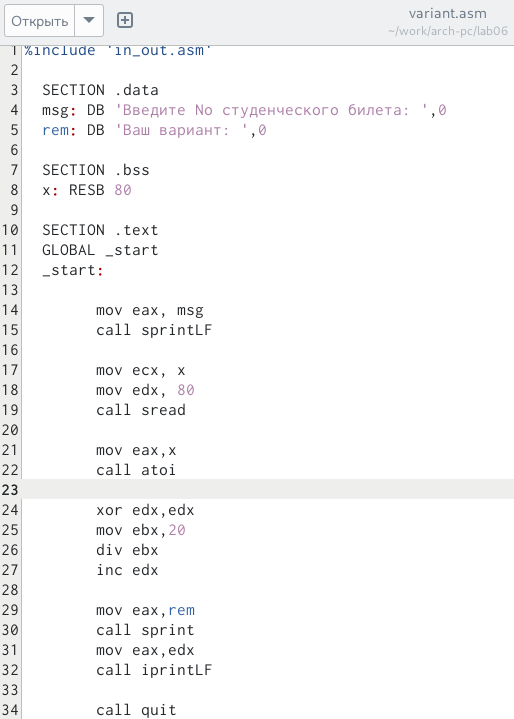 Открыть
variant.asm
~/work/arch-pc/lab06
1 %include 'in_out.asm'
2
3 SECTION .data
4 msg: DB 'Введите No студенческого билета: ',0
5 rem: DB 'Ваш вариант: ',0
6
7 SECTION .bss
8 x: RESB 80
9
10 SECTION .text
11 GLOBAL _start
12 _start:
13
14 mov eax, msg
15 call sprintLF
16
17 mov ecx, x
18 mov edx, 80
19 call sread
20
21 mov eax,x
22 call atoi
23
24 xor edx,edx
25 mov ebx,20
26 div ebx
27 inc edx
28
29 mov eax,rem
30 call sprint
31 mov eax,edx
32 call iprintLF
33
34 call quit